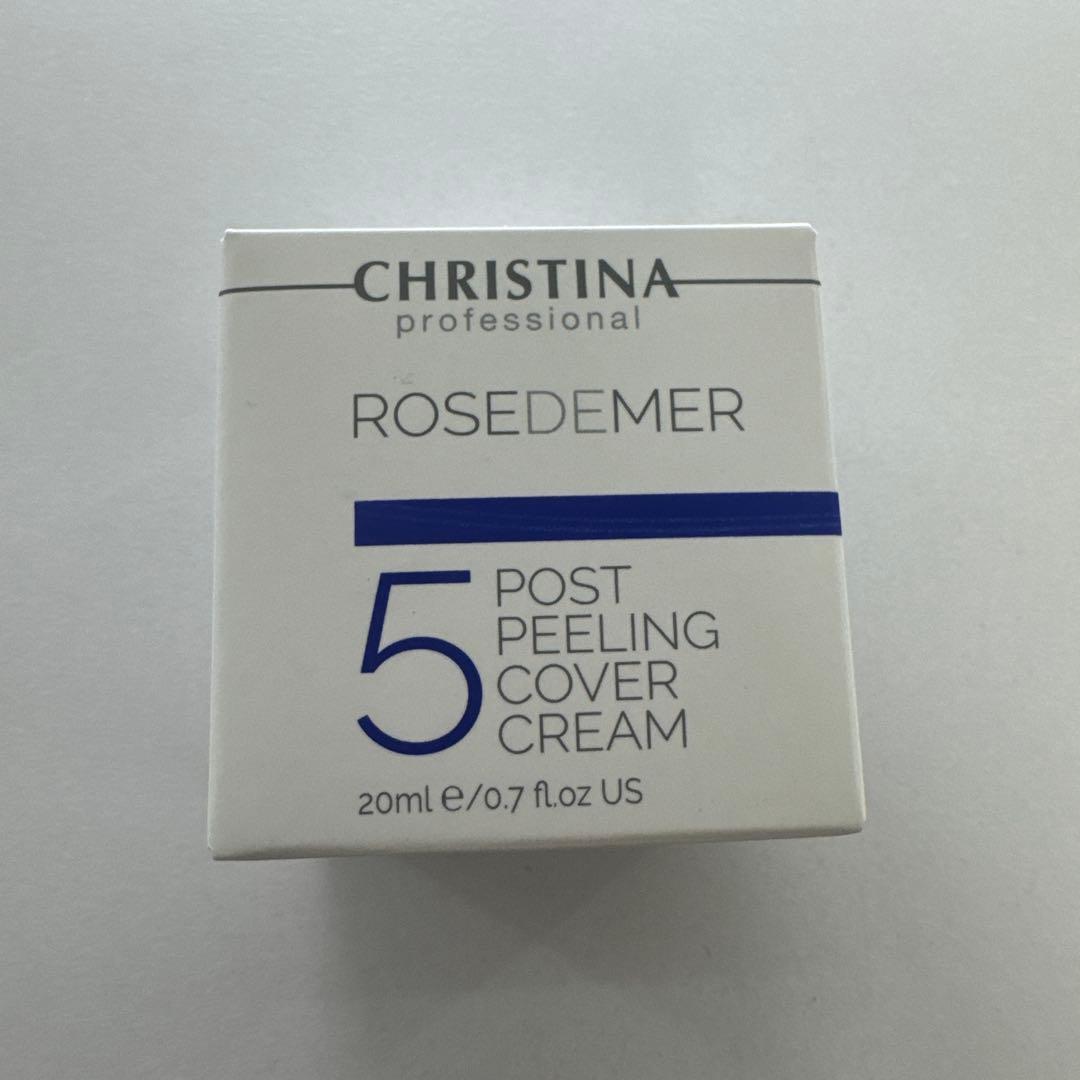 CHRISTINA
professional
ROSEDEMER
5 POST
PEELING
COVER
CREAM
20ml e/0.7 fl.oz US